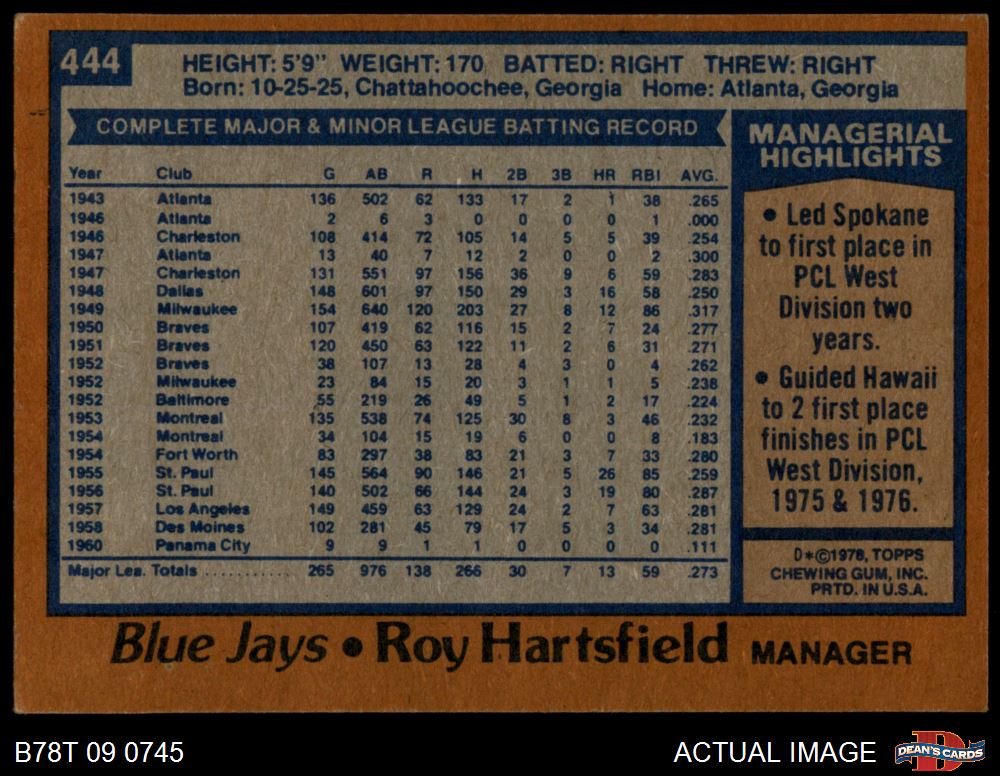 444
HEIGHT: 5'9" WEIGHT: 170 BATTED: RIGHT THREW: RIGHT
Born: 10-25-25, Chattahoochee, Georgia Home: Atlanta, Georgia
COMPLETE MAJOR & MINOR LEAGUE BATTING RECORD
Year Club G AB R H 2B 3B HR RBI AVG.
1943 Atlanta 136 502 62 133 17 2 1 38 .265
1946 Atlanta 2 6 3 0 0 0 0 1 .000
1946 Charleston 108 414 72 105 14 5 5 39 .254
1947 Atlanta 13 40 7 12 2 0 0 2 .300
1947 Charleston 131 551 97 156 36 9 6 59 .283
1948 Dallas 148 601 97 150 29 3 16 58 .250
1949 Milwaukee 154 640 120 203 27 8 12 86 .317
1950 Braves 107 419 62 116 15 2 7 24 .277
1951 Braves 120 450 63 122 11 2 6 31 .271
1952 Braves 38 107 13 28 4 3 0 4 .262
1952 Milwaukee 23 84 15 20 3 1 1 5 .238
1952 Baltimore 55 219 26 49 5 1 2 17 .224
1953 Montreal 135 538 74 125 30 8 3 46 .232
1954 Montreal 34 104 15 19 6 0 0 8 .183
1954 Fort Worth 83 297 38 83 21 3 7 33 .280
1955 St. Paul 145 564 90 146 21 5 26 85 .259
1956 St. Paul 140 502 66 144 24 3 19 80 .287
1957 Los Angeles 149 459 63 129 24 2 7 63 .281
1958 Des Moines 102 281 45 79 17 5 3 34 .281
1960 Panama City 9 9 1 1 0 0 0 0 .111
Major Lea. Totals ............ 265 976 138 266 30 7 13 59 .273
MANAGERIAL
HIGHLIGHTS
• Led Spokane
to first place in
PCL West
Division two
years.
• Guided Hawaii
to 2 first place
finishes in PCL
West Division,
1975 & 1976.
D*©1978, TOPPS
CHEWING GUM, INC.
PRTD. IN U.S.A.
Blue Jays • Roy Hartsfield MANAGER
B78T 09 0745
ACTUAL IMAGE
DEAN'S CARDS